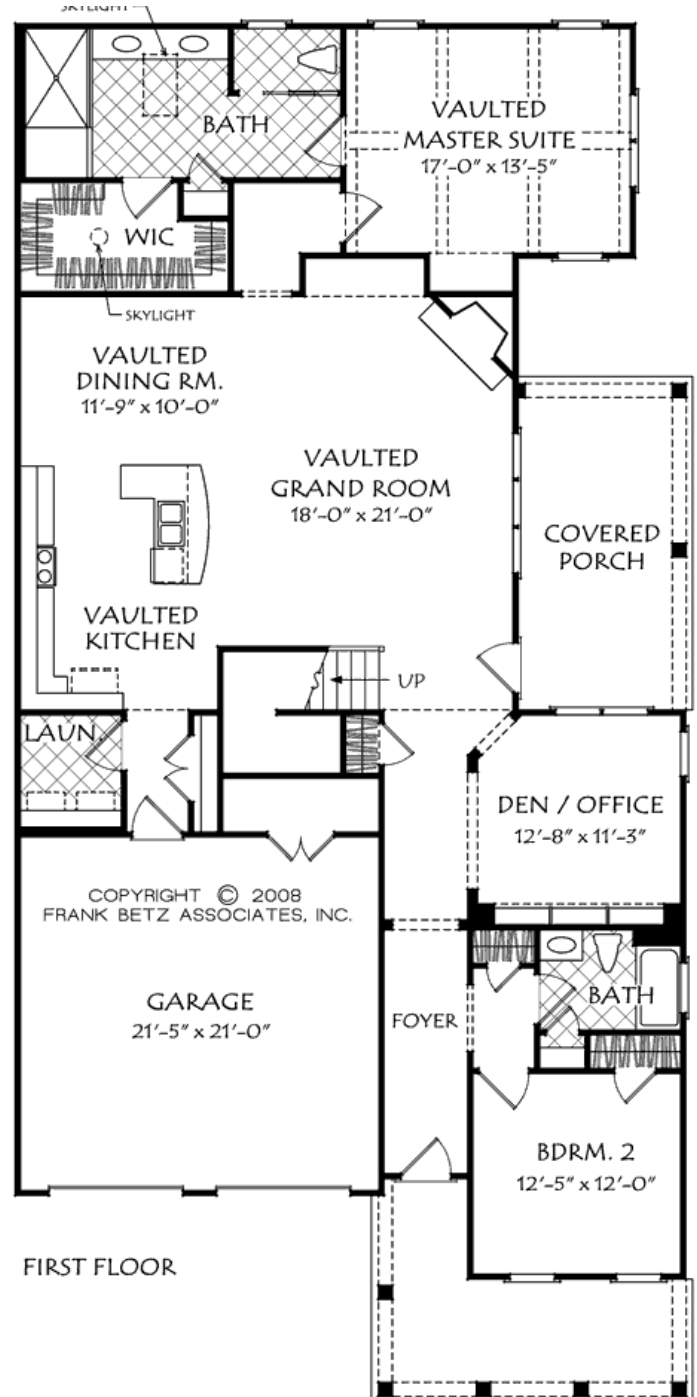 SKYLIGHT
BATH
VAULTED
MASTER SUITE
17'-0" x 13'-5"
WIC
SKYLIGHT
VAULTED
DINING RM.
11'-9" x 10'-0"
VAULTED
GRAND ROOM
18'-0" x 21'-0"
COVERED
PORCH
VAULTED
KITCHEN
UP
LAUN.
DEN / OFFICE
12'-8" x 11'-3"
COPYRIGHT © 2008
FRANK BETZ ASSOCIATES, INC.
GARAGE
21'-5" x 21'-0"
FOYER
BATH
BDRM. 2
12'-5" x 12'-0"
FIRST FLOOR